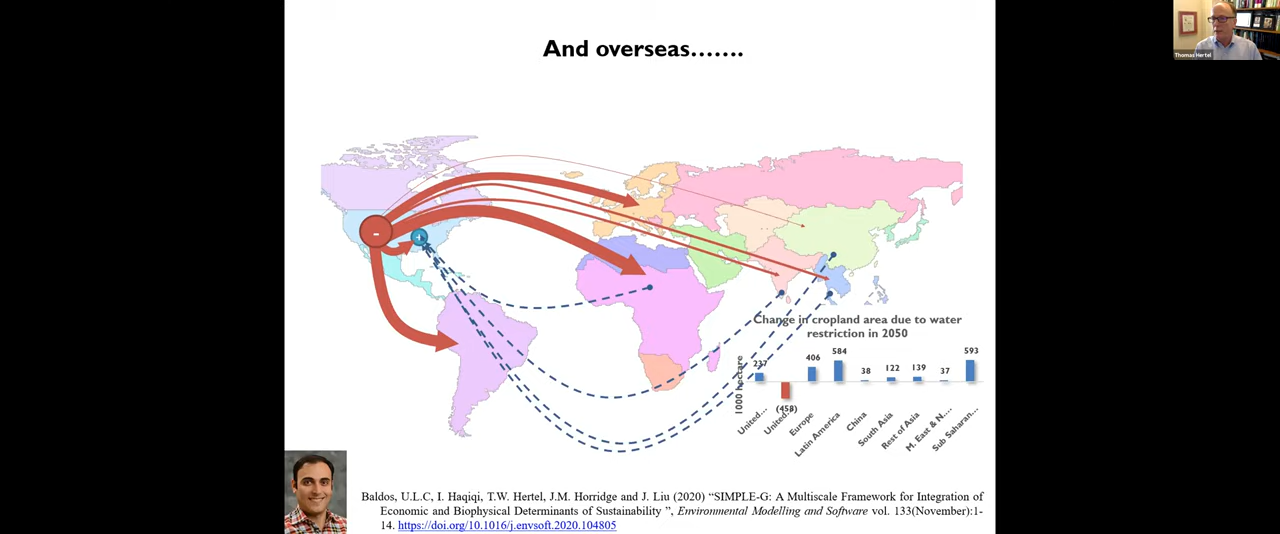 And overseas…….
Thomas Hertel
-
+
Change in cropland area due to water
restriction in 2050
1000 hectare
237
(458)
406
584
38
122
139
37
593
United…
United…
Europe
Latin America
China
South Asia
Rest of Asia
M. East & N.…
Sub Saharan…
Baldos, U.L.C, I. Haqiqi, T.W. Hertel, J.M. Horridge and J. Liu (2020) “SIMPLE-G: A Multiscale Framework for Integration of
Economic and Biophysical Determinants of Sustainability ”, Environmental Modelling and Software vol. 133(November):1-
14. https://doi.org/10.1016/j.envsoft.2020.104805